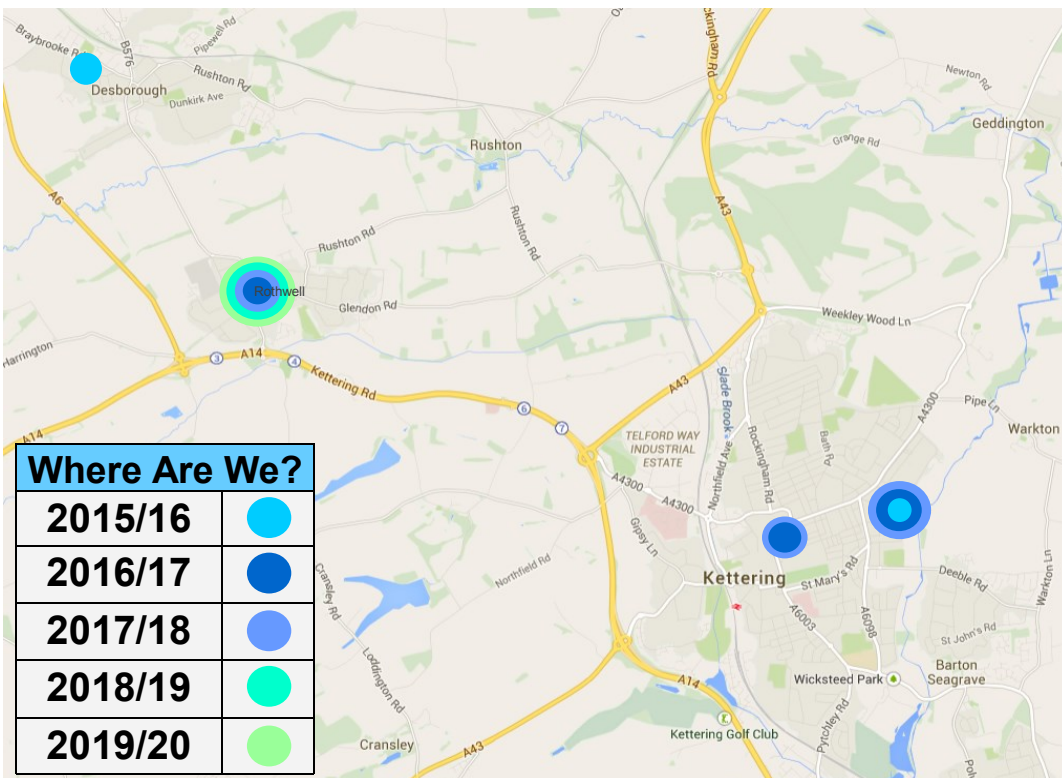 Braybrooke Rd
B576
Pipewell Rd
Rushton Rd
Desborough
Dunkirk Ave
ckingham Rd
Newton Rd
Geddington
Grange Rd
Rushton
A6
A43
Rushton Rd
Rushton Rd
Rothwell
Glendon Rd
Weekley Wood Ln
Harrington
3
A14
4
Kettering Rd
A43
Slade Brook
6
7
A14
A4300
Pipe Ln
Warkton
TELFORD WAY
INDUSTRIAL
ESTATE
Northfield Ave
Rockingham Rd
Bath Rd
A4300
A4300
Gipsy Ln
Northfield Rd
Kettering
St Mary's Rd
Deeble Rd
Warkton Ln
A6003
A6098
St John's Rd
Barton
Seagrave
Wicksteed Park
A14
Kettering Golf Club
Pytchley Rd
Cransley Rd
Loddington Rd
Cransley
A43
Where Are We?
2015/16
2016/17
2017/18
2018/19
2019/20